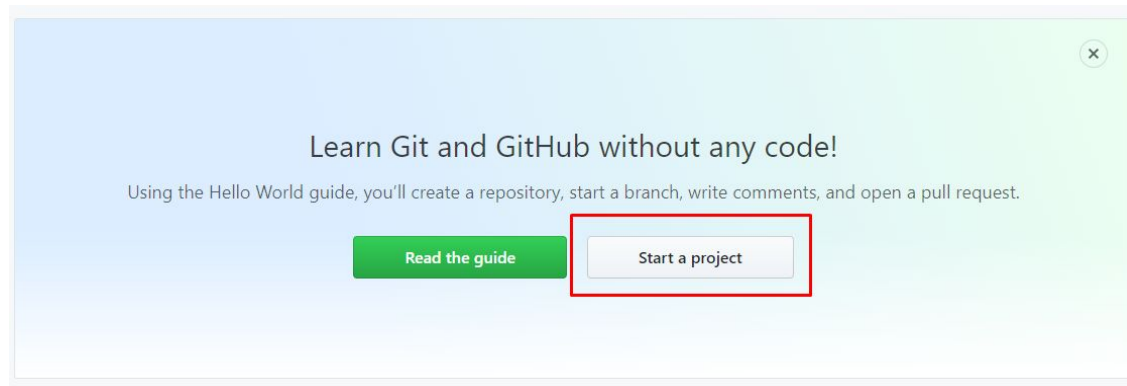 Learn Git and GitHub without any code!
Using the Hello World guide, you'll create a repository, start a branch, write comments, and open a pull request.
Read the guide
Start a project